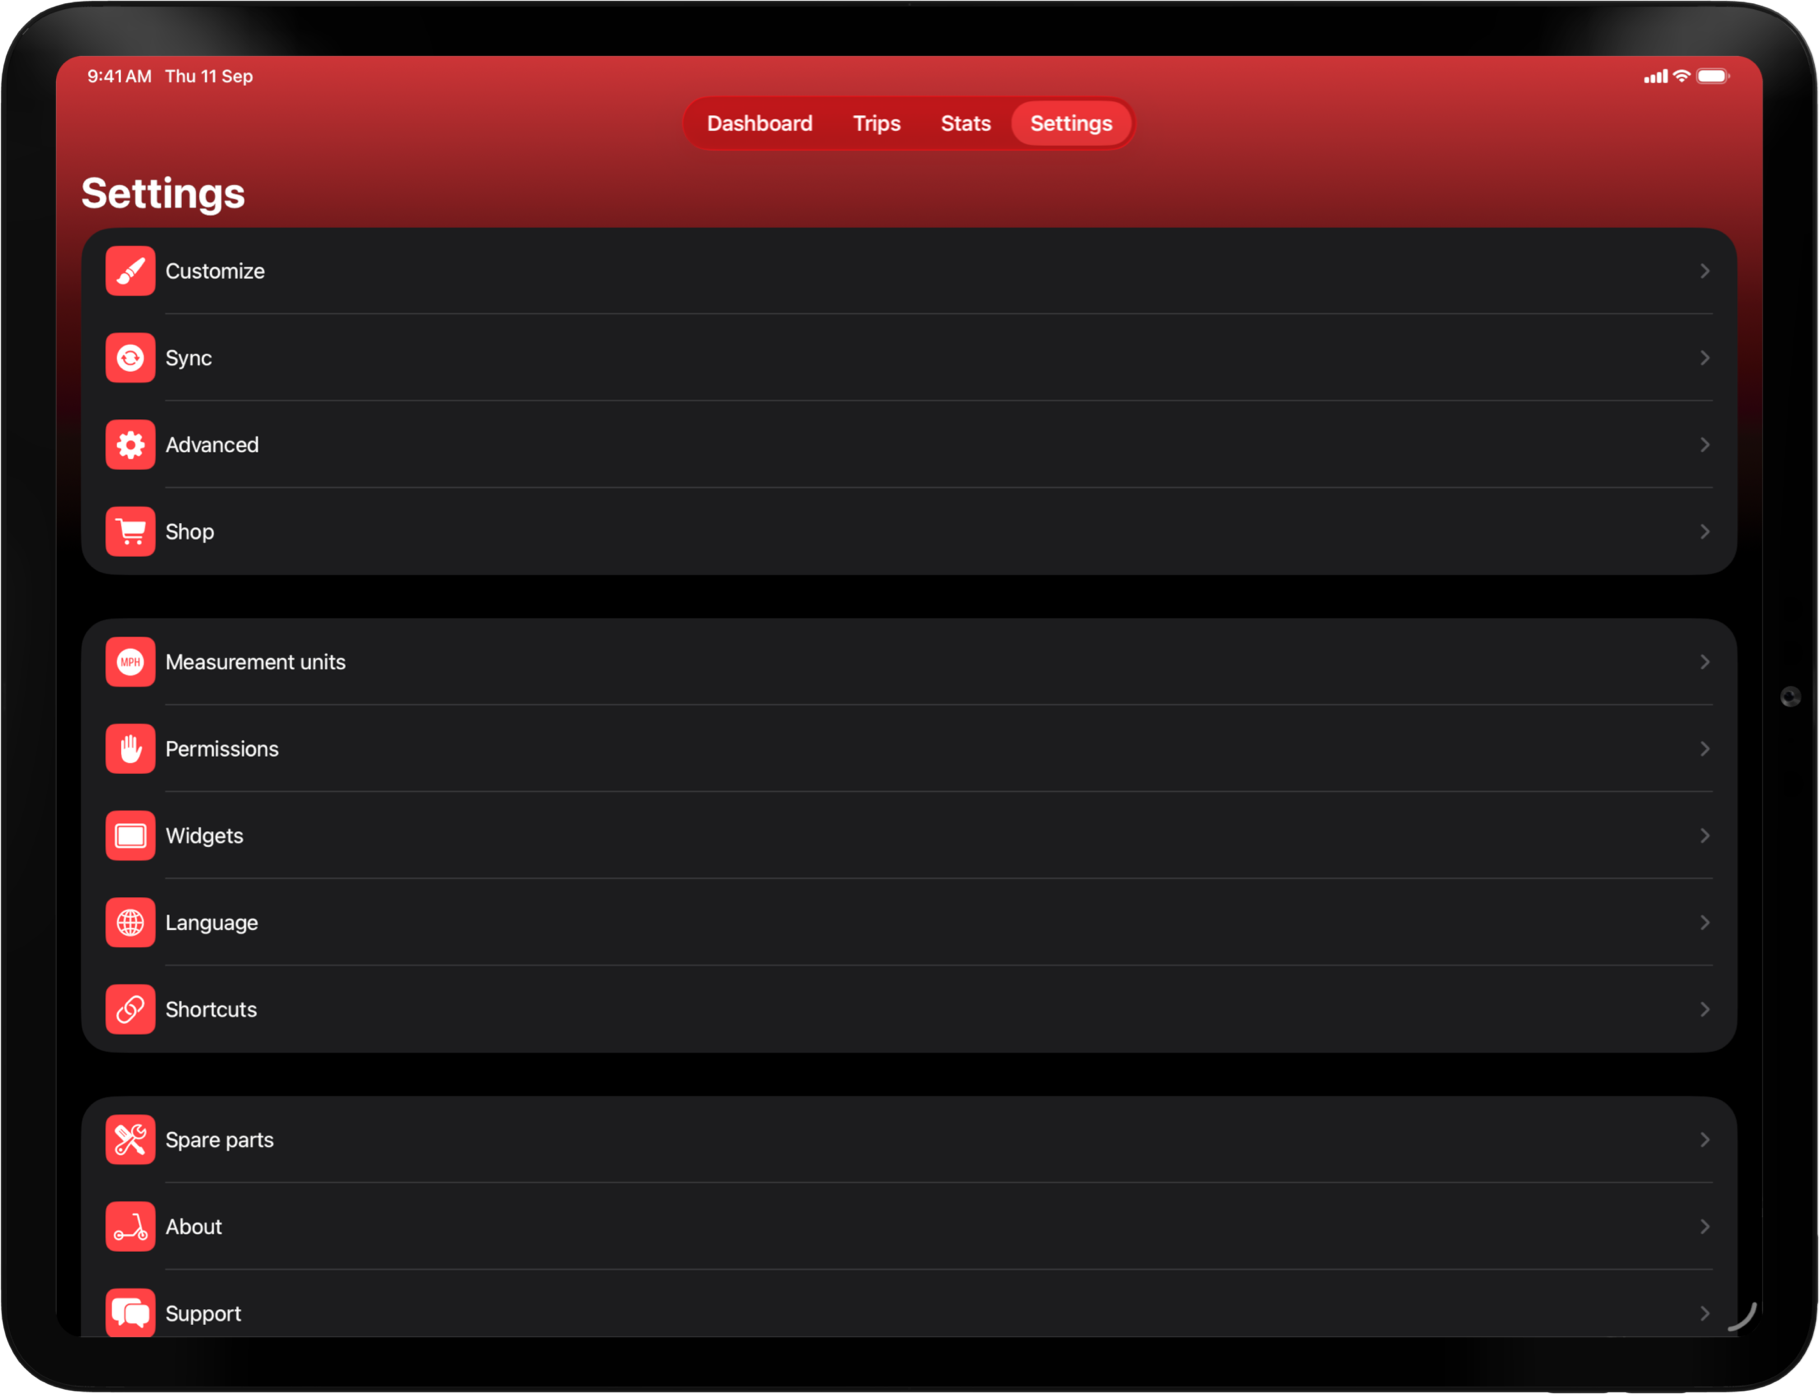 9:41 AM Thu 11 Sep
Dashboard Trips Stats Settings
Settings
Customize
Sync
Advanced
Shop
MPH Measurement units
Permissions
Widgets
Language
Shortcuts
Spare parts
About
Support